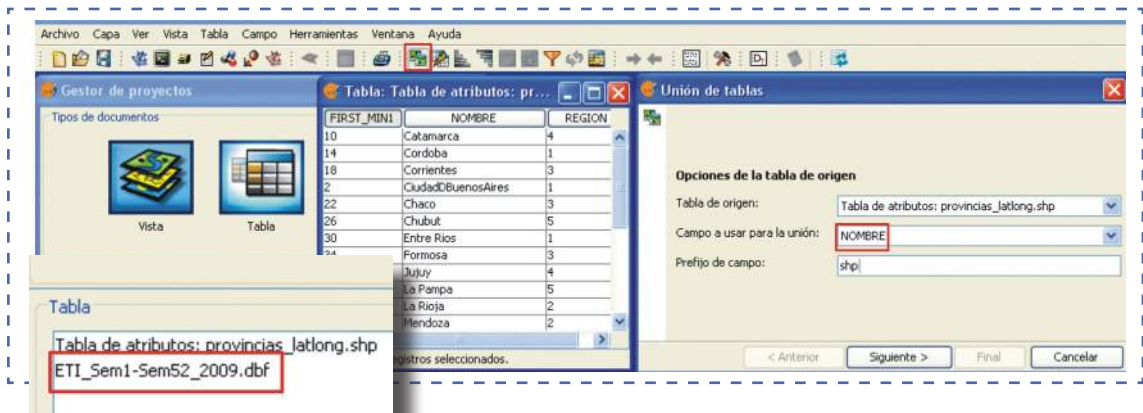 Archivo Capa Ver Vista Tabla Campo Herramientas Ventana Ayuda
Gestor de proyectos
Tipos de documentos
Vista
Tabla
Tabla: Tabla de atributos: pr...
FIRST_MIN1 NOMBRE REGION
10 Catamarca 4
14 Cordoba 1
18 Corrientes 3
2 CiudadDBuenosAires 1
22 Chaco 3
26 Chubut 5
30 Entre Rios 1
Formosa 3
Jujuy 4
La Pampa 5
La Rioja 2
Mendoza 2
registros seleccionados.
Unión de tablas
Opciones de la tabla de origen
Tabla de origen: Tabla de atributos: provincias_latlong.shp
Campo a usar para la unión: NOMBRE
Prefijo de campo: shp
< Anterior Siguiente > Final Cancelar
Tabla
Tabla de atributos: provincias_latlong.shp
ETI_Sem1-Sem52_2009.dbf